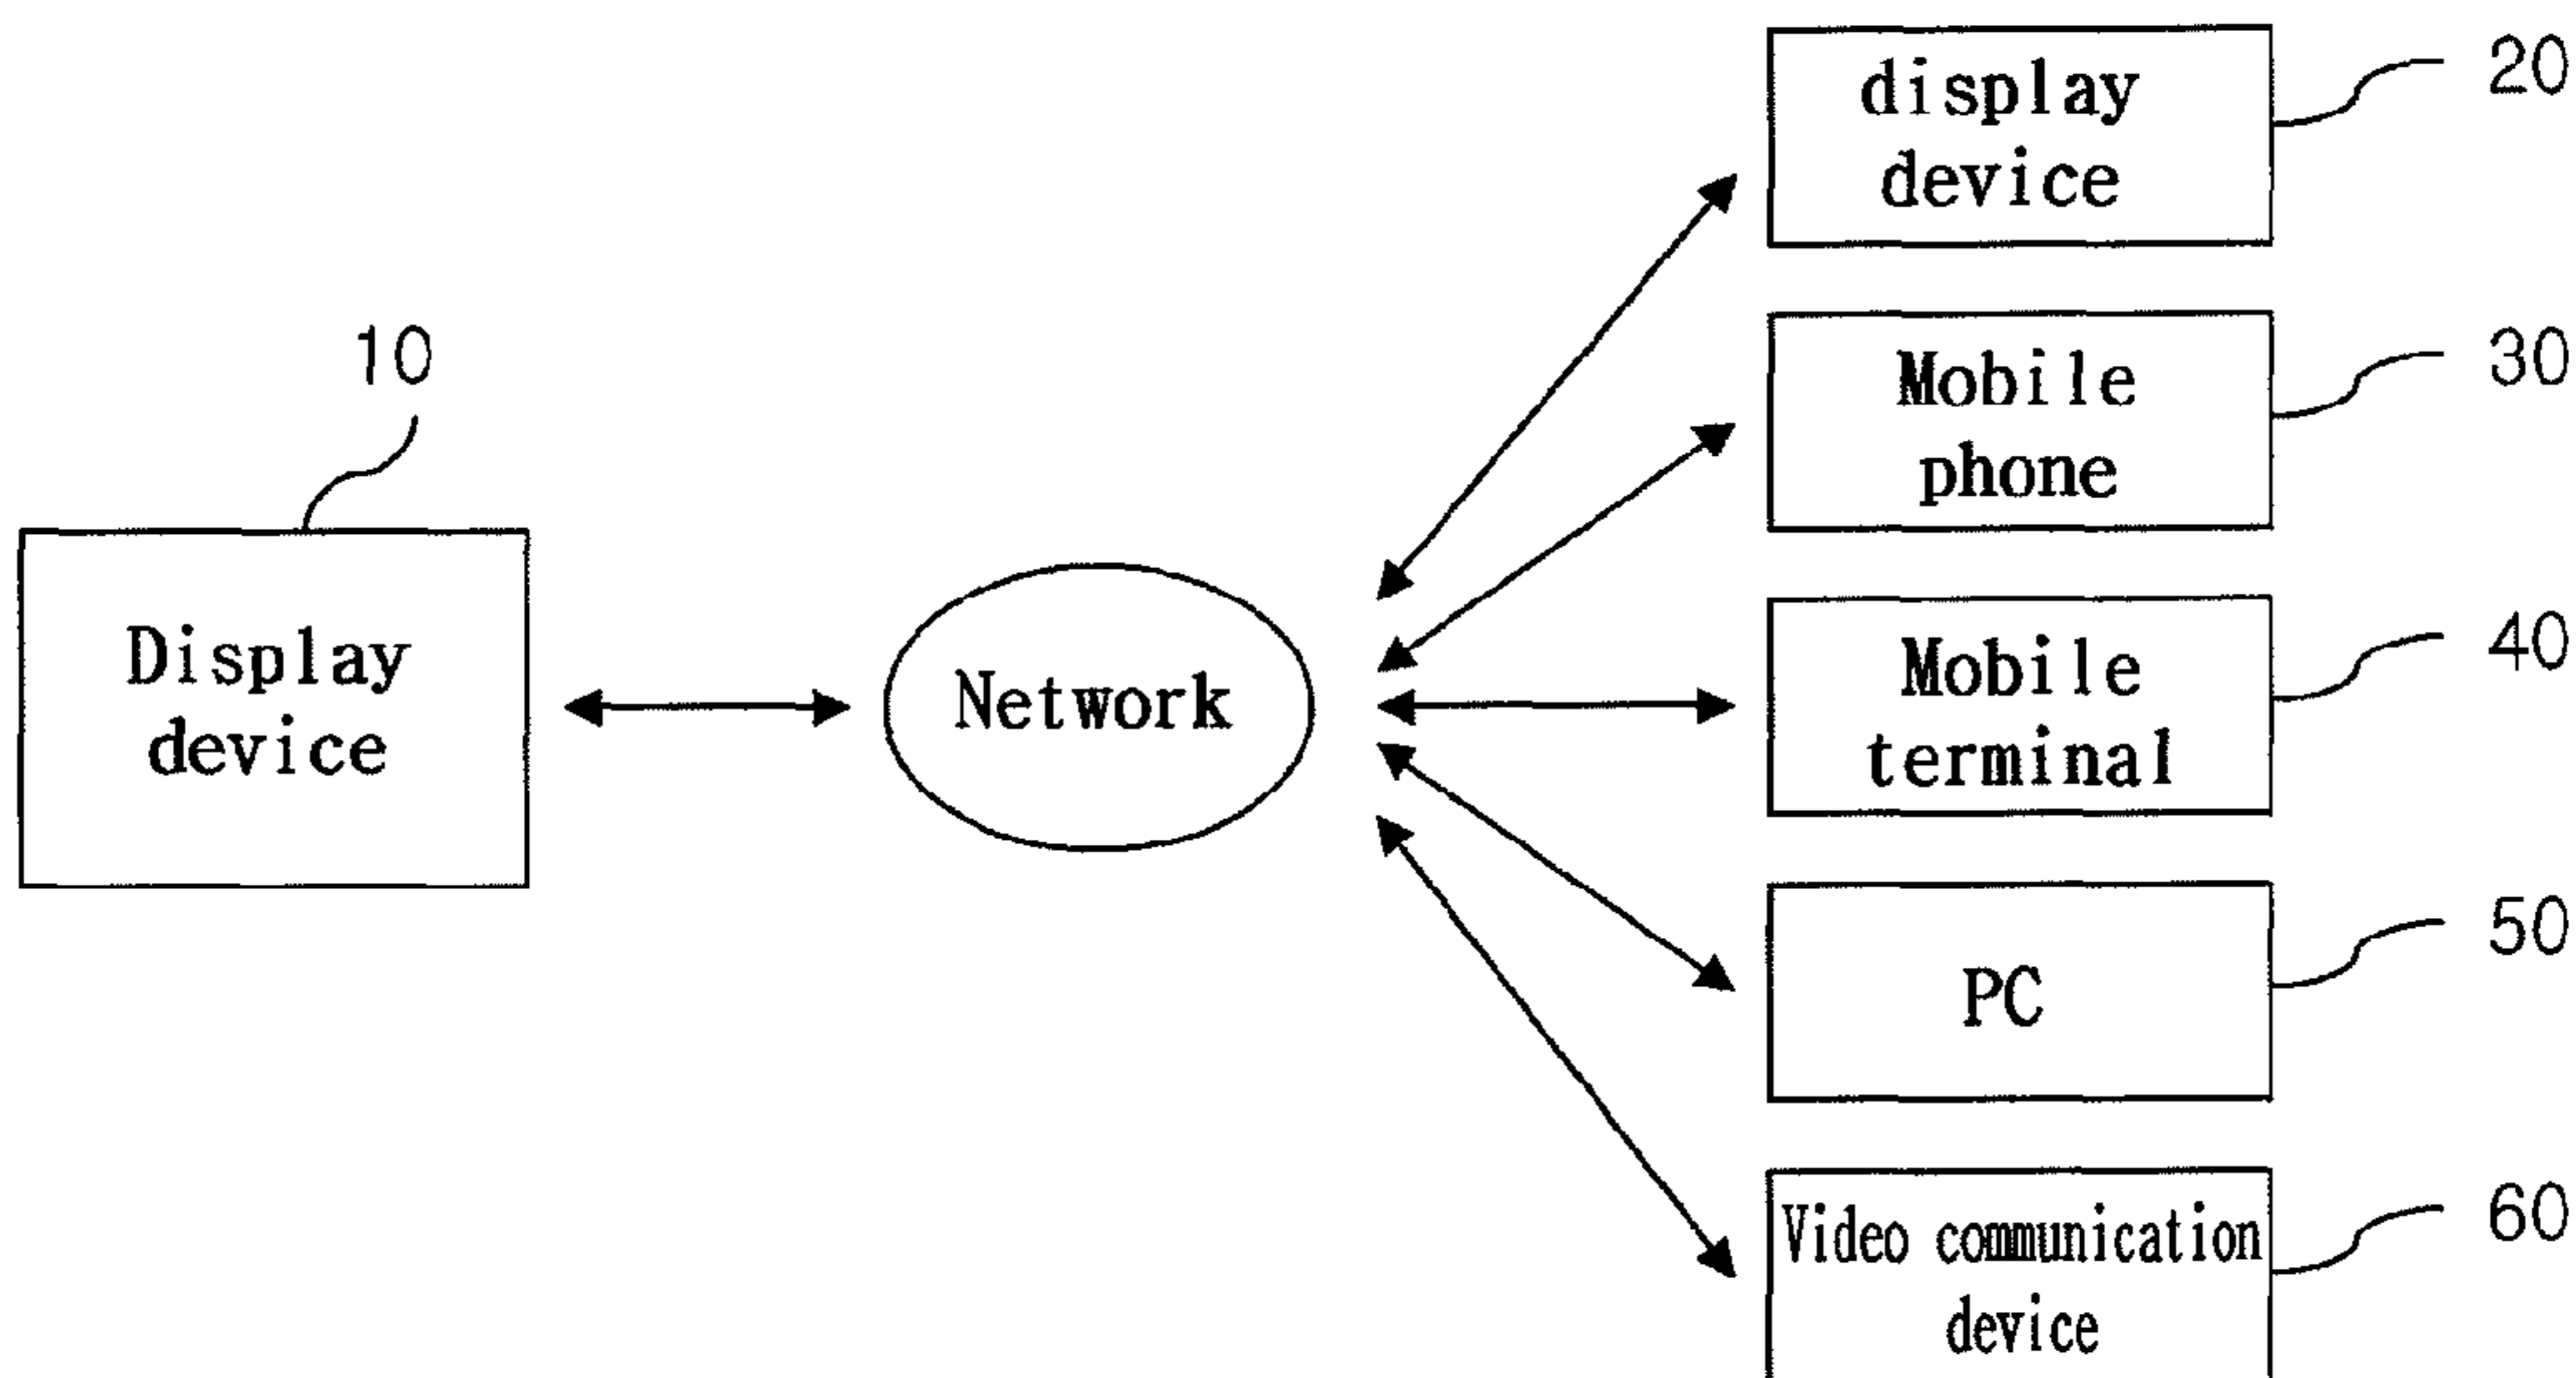 display
device
20
Mobile
phone
30
10
Display
device
Network
Mobile
terminal
40
PC
50
Video communication
device
60